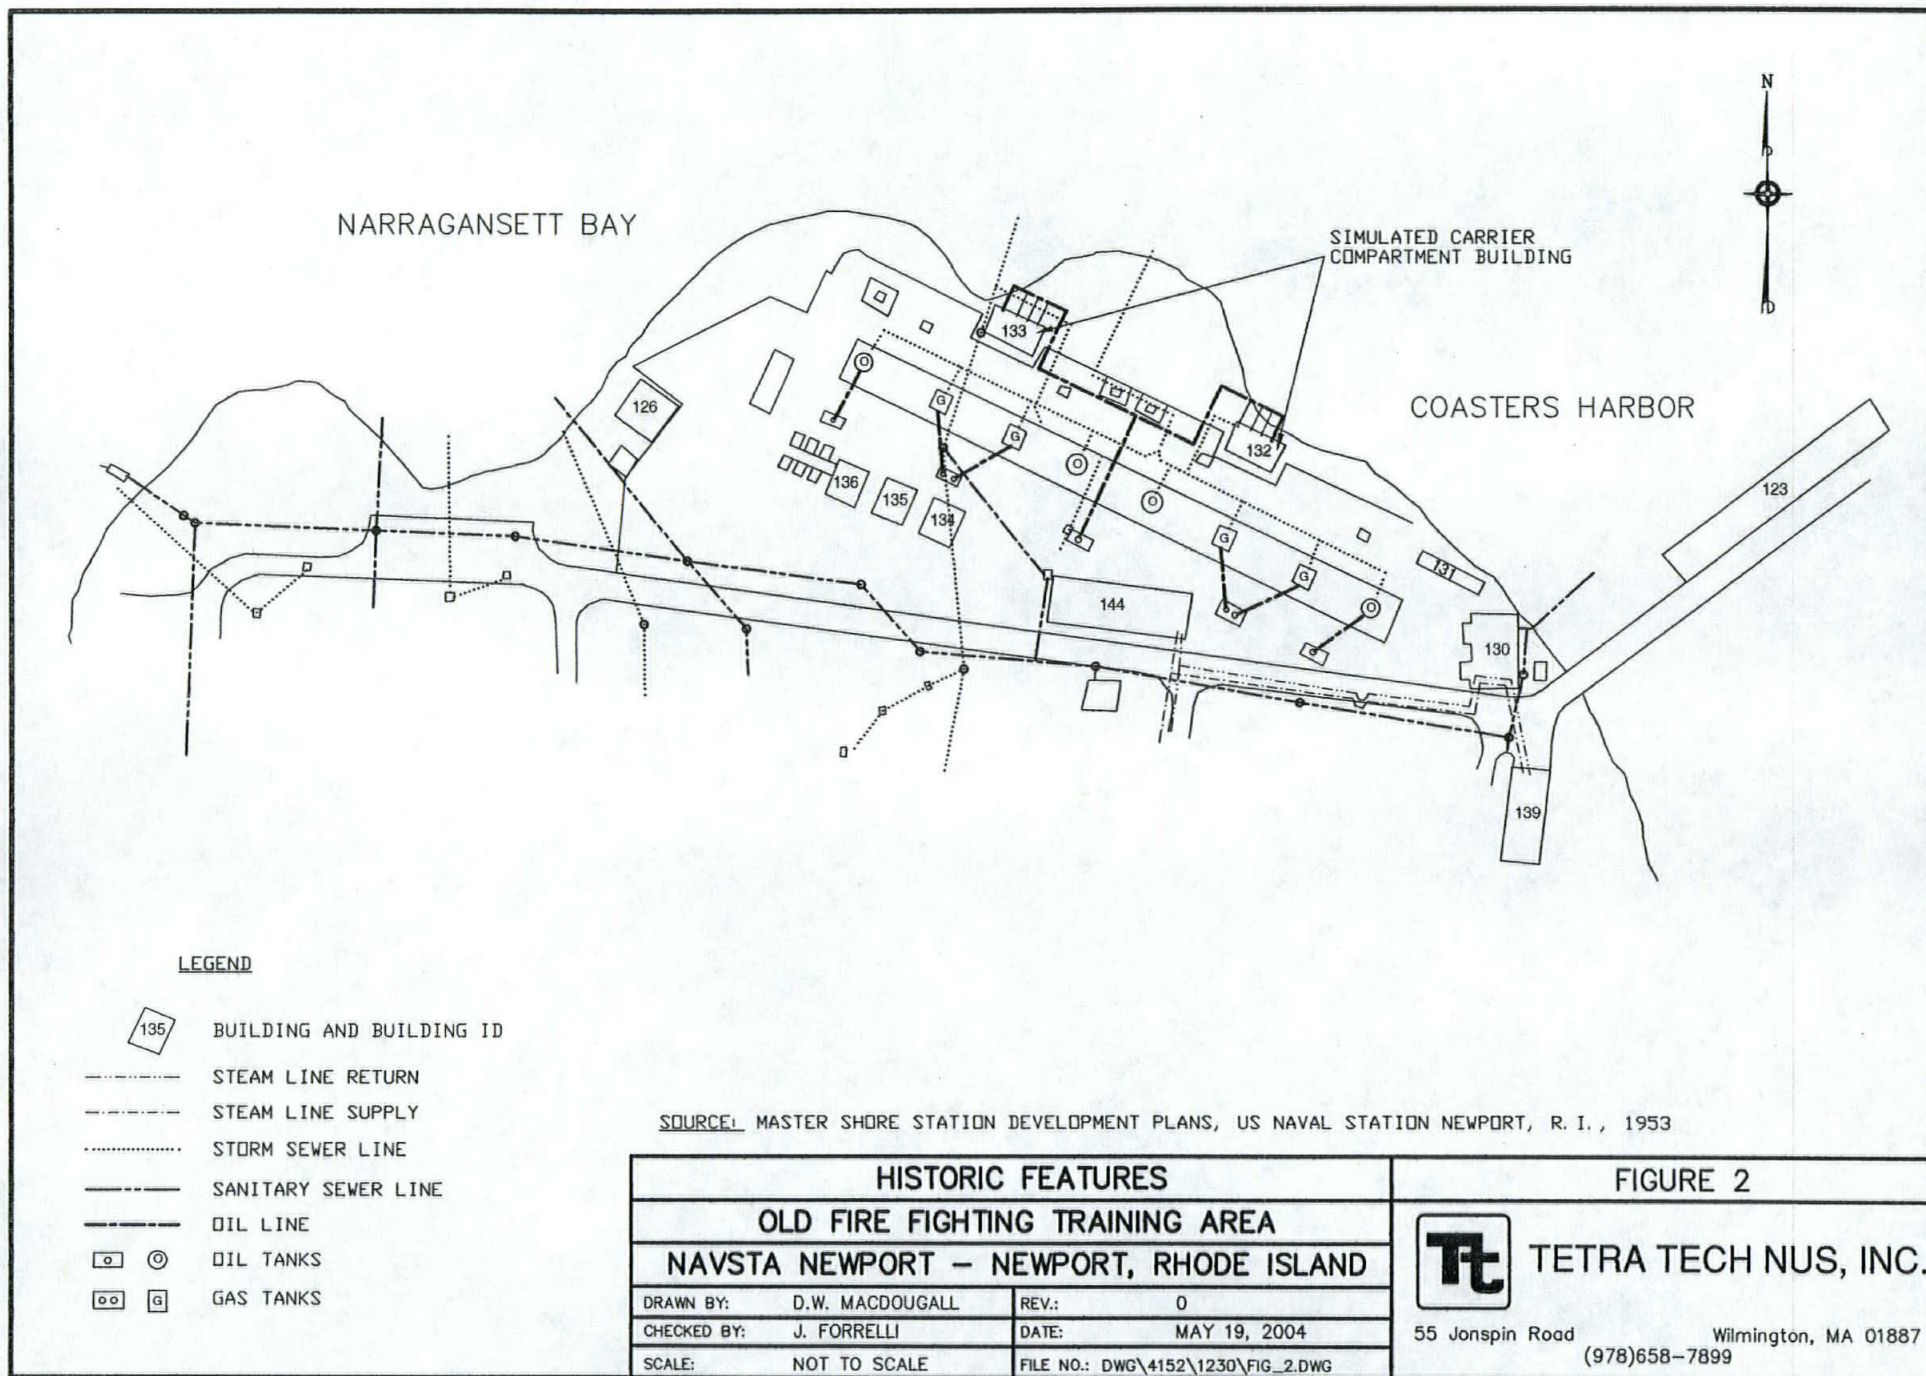 N
NARRAGANSETT BAY
SIMULATED CARRIER
COMPARTMENT BUILDING
COASTERS HARBOR
133
126
132
123
O
G
G
O
O
136
135
134
G
G
O
131
144
130
139
LEGEND
135 BUILDING AND BUILDING ID
STEAM LINE RETURN
STEAM LINE SUPPLY
STORM SEWER LINE
SANITARY SEWER LINE
OIL LINE
O OIL TANKS
G GAS TANKS
SOURCE: MASTER SHORE STATION DEVELOPMENT PLANS, US NAVAL STATION NEWPORT, R. I., 1953
HISTORIC FEATURES
OLD FIRE FIGHTING TRAINING AREA
NAVSTA NEWPORT – NEWPORT, RHODE ISLAND
DRAWN BY: D.W. MACDOUGALL
REV.: 0
CHECKED BY: J. FORRELLI
DATE: MAY 19, 2004
SCALE: NOT TO SCALE
FILE NO.: DWG\4152\1230\FIG_2.DWG
FIGURE 2
Tt
TETRA TECH NUS, INC.
55 Jonspin Road Wilmington, MA 01887
(978)658-7899